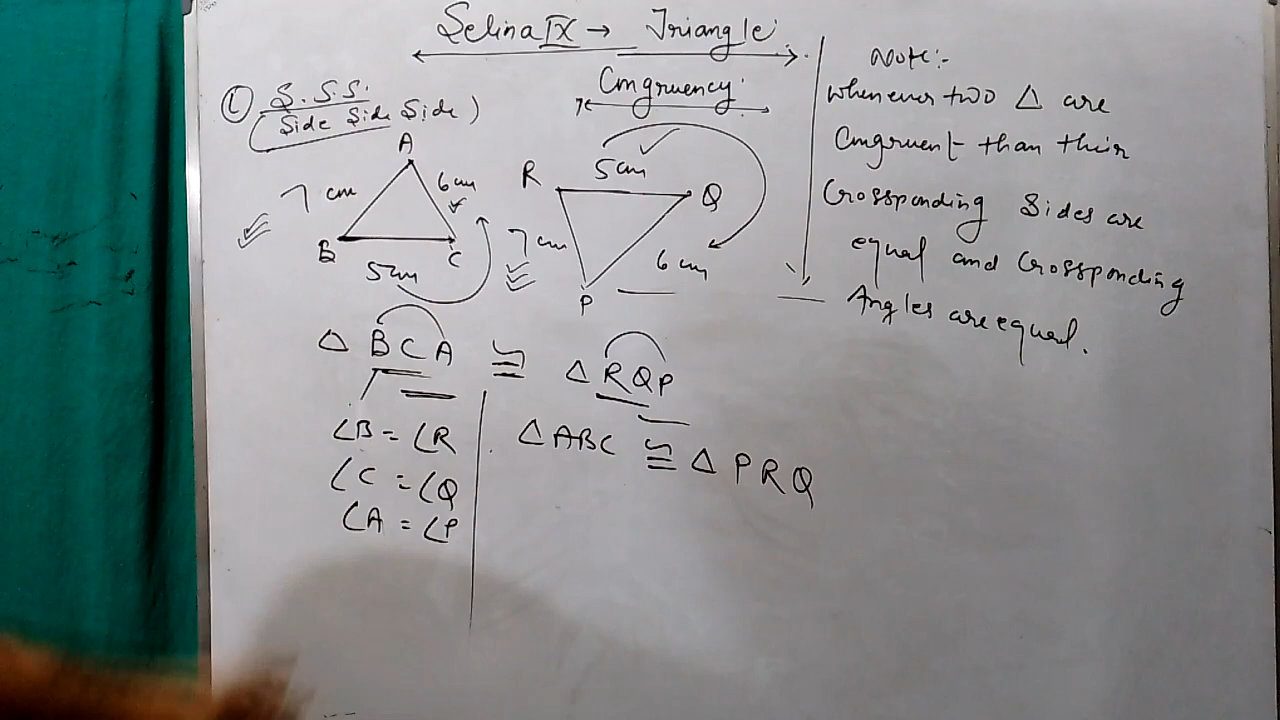 Selina IX → Triangle
Congruency:
① S.S.S.
(Side Side Side)
A
7 cm
6 cm
B
C
5 cm
R
5 cm
Q
7 cm
6 cm
P
Note:-
whenever two △ are
Congruent than thir
Crossponding Sides are
equal and Crossponding
Angles are equal.
△ BCA ≅ △ RQP
∠B = ∠R
∠C = ∠Q
∠A = ∠P
△ ABC ≅ △ PRQ